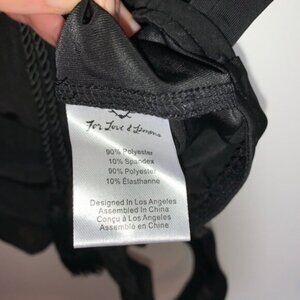 For Love & Lemons
90% Polyester
10% Spandex
90% Polyester
10% Élasthanne
Designed In Los Angeles
Assembled In China
Conçu à Los Angeles
Assemblé en Chine